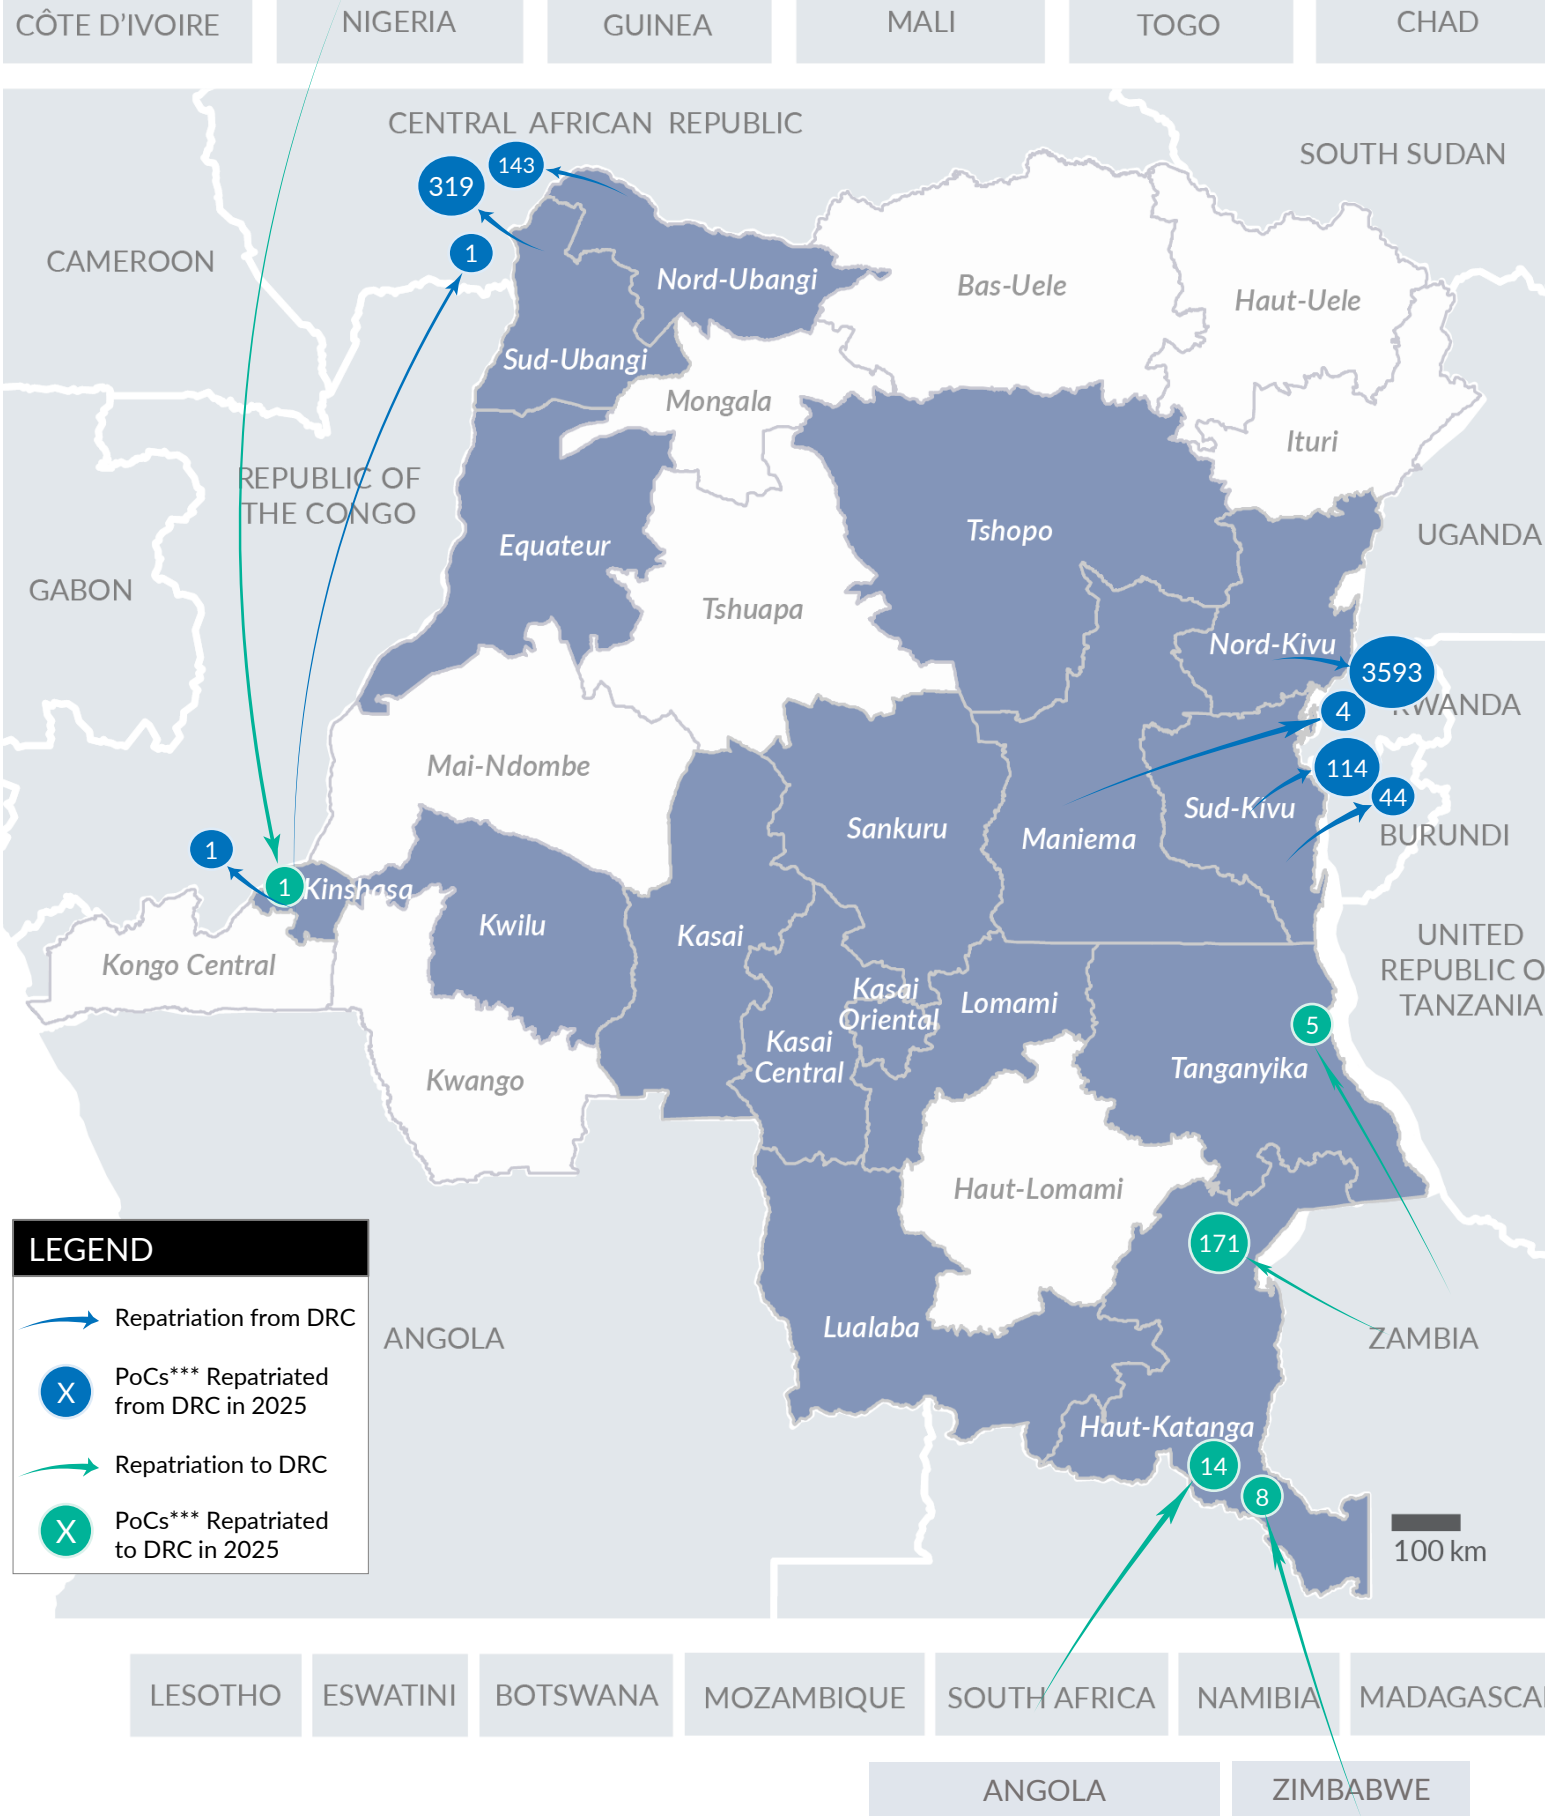 CÔTE D’IVOIRE
NIGERIA
GUINEA
MALI
TOGO
CHAD
CENTRAL AFRICAN REPUBLIC
SOUTH SUDAN
143
319
1
CAMEROON
Nord-Ubangi
Bas-Uele
Haut-Uele
Sud-Ubangi
Mongala
Ituri
REPUBLIC OF
THE CONGO
Equateur
Tshopo
UGANDA
GABON
Tshuapa
Nord-Kivu
3593
4
RWANDA
Mai-Ndombe
114
44
Sud-Kivu
Sankuru
Maniema
BURUNDI
1
1
Kinshasa
Kwilu
Kasai
Kongo Central
UNITED
REPUBLIC O
TANZANIA
Kasai
Oriental
Lomami
5
Kasai
Central
Tanganyika
Kwango
Haut-Lomami
171
LEGEND
Repatriation from DRC
X
PoCs*** Repatriated
from DRC in 2025
Repatriation to DRC
X
PoCs*** Repatriated
to DRC in 2025
ANGOLA
Lualaba
ZAMBIA
Haut-Katanga
14
8
100 km
LESOTHO
ESWATINI
BOTSWANA
MOZAMBIQUE
SOUTH AFRICA
NAMIBIA
MADAGASCA
ANGOLA
ZIMBABWE